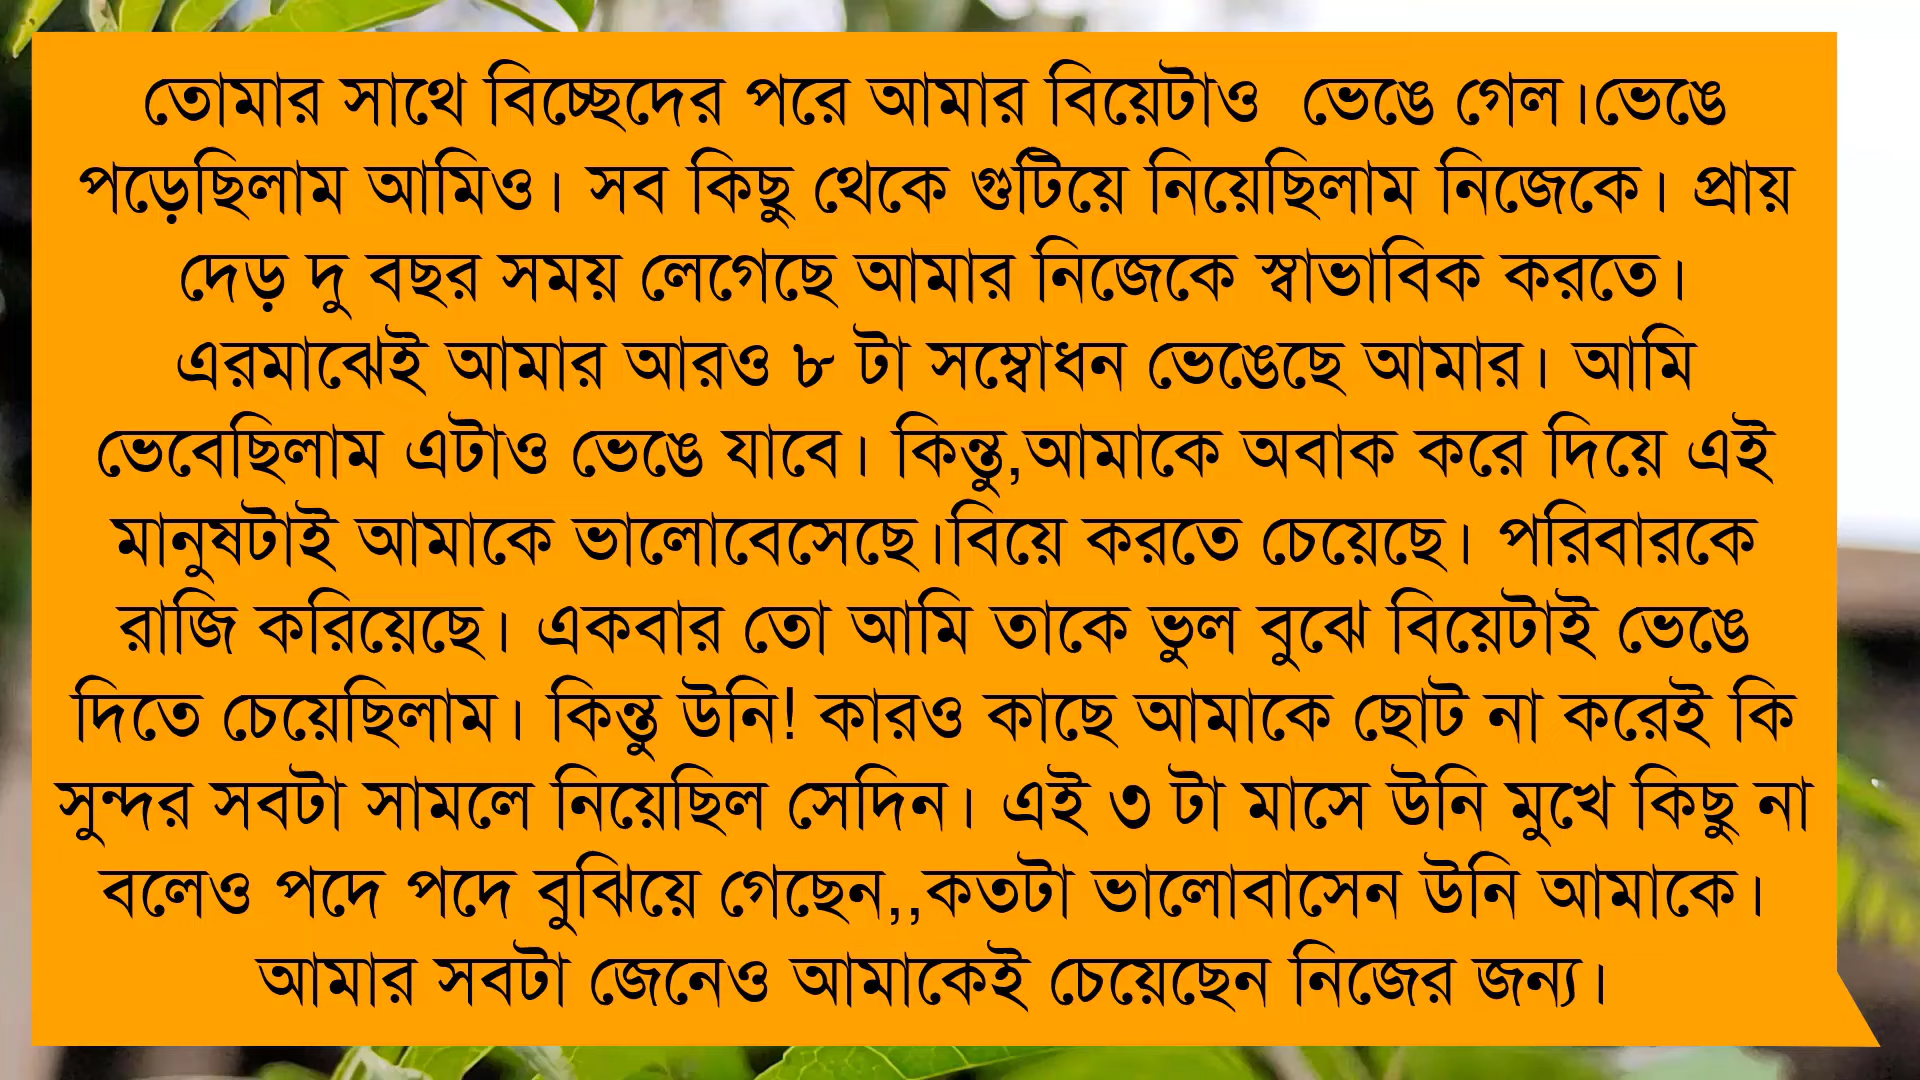 তোমার সাথে বিচ্ছেদের পরে আমার বিয়েটাও  ভেঙে গেল।ভেঙে
পড়েছিলাম আমিও। সব কিছু থেকে গুটিয়ে নিয়েছিলাম নিজেকে। প্রায়
দেড় দু বছর সময় লেগেছে আমার নিজেকে স্বাভাবিক করতে।
এরমাঝেই আমার আরও ৮ টা সম্বোধন ভেঙেছে আমার। আমি
ভেবেছিলাম এটাও ভেঙে যাবে। কিন্তু,আমাকে অবাক করে দিয়ে এই
মানুষটাই আমাকে ভালোবেসেছে।বিয়ে করতে চেয়েছে। পরিবারকে
রাজি করিয়েছে। একবার তো আমি তাকে ভুল বুঝে বিয়েটাই ভেঙে
দিতে চেয়েছিলাম। কিন্তু উনি! কারও কাছে আমাকে ছোট না করেই কি
সুন্দর সবটা সামলে নিয়েছিল সেদিন। এই ৩ টা মাসে উনি মুখে কিছু না
বলেও পদে পদে বুঝিয়ে গেছেন,,কতটা ভালোবাসেন উনি আমাকে।
আমার সবটা জেনেও আমাকেই চেয়েছেন নিজের জন্য।